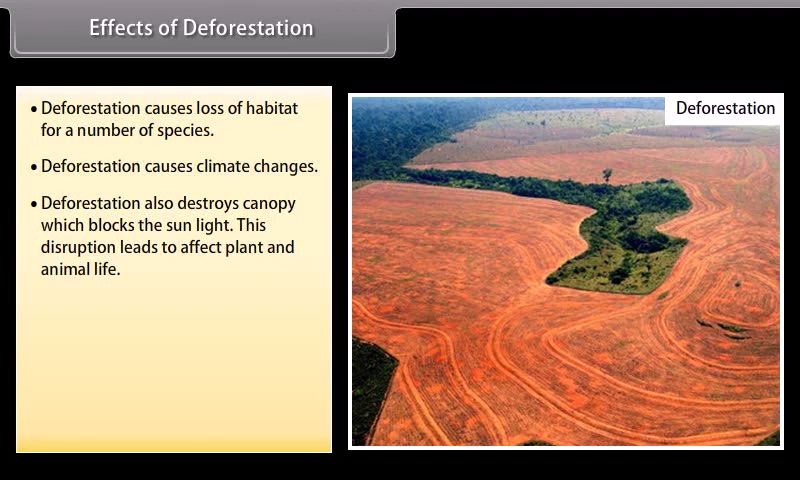 Effects of Deforestation
• Deforestation causes loss of habitat
for a number of species.
• Deforestation causes climate changes.
• Deforestation also destroys canopy
which blocks the sun light. This
disruption leads to affect plant and
animal life.
Deforestation